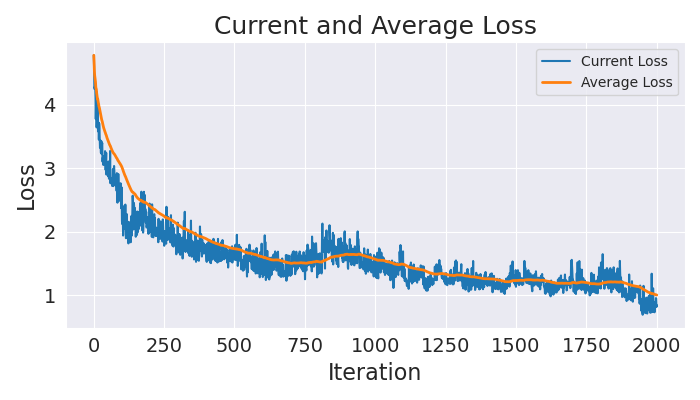 Current and Average Loss
Current Loss
Average Loss
4
3
2
1
Loss
0 250 500 750 1000 1250 1500 1750 2000
Iteration